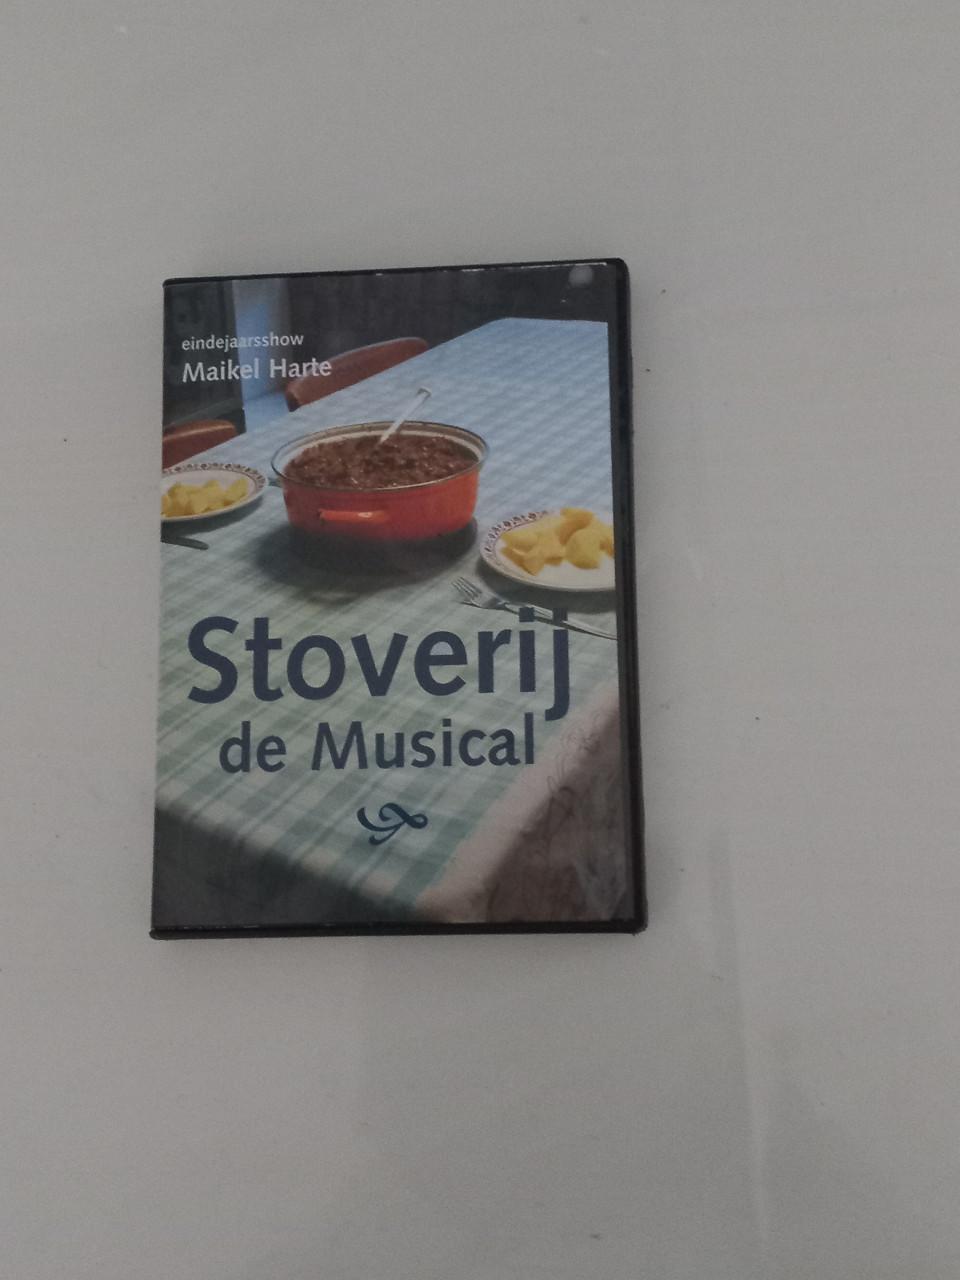 eindejaarsshow
Maikel Harte
Stoverij
de Musical